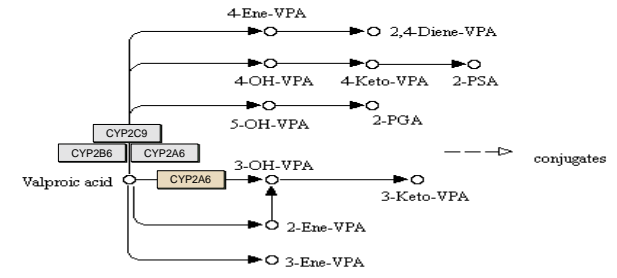 4-Ene-VPA
2,4-Diene-VPA
4-OH-VPA
4-Keto-VPA
2-PSA
5-OH-VPA
2-PGA
CYP2C9
CYP2B6
CYP2A6
conjugates
3-OH-VPA
Valproic acid
CYP2A6
3-Keto-VPA
2-Ene-VPA
3-Ene-VPA